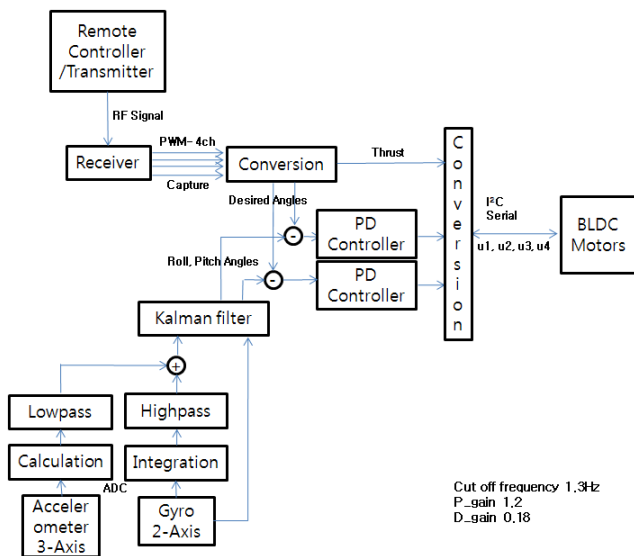 Remote
Controller
/Transmitter
RF Signal
Receiver
PWM-4ch
Capture
Conversion
Thrust
Desired Angles
Conversion
I²C
Serial
u1, u2, u3, u4
BLDC
Motors
-
PD
Controller
Roll, Pitch Angles
-
PD
Controller
Kalman filter
+
Lowpass
Highpass
Calculation
Integration
ADC
Acceler
ometer
3-Axis
Gyro
2-Axis
Cut off frequency 1.3Hz
P_gain 1.2
D_gain 0.18